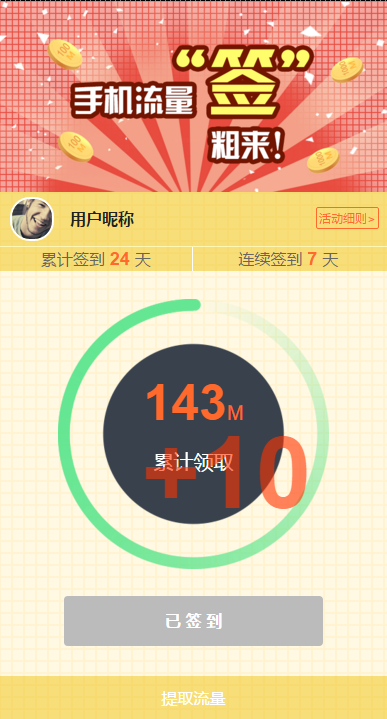 手机流量“签”
粗来！
用户昵称
活动细则>
累计签到 24 天
连续签到 7 天
143M
累计领取
+10
已签到
提取流量